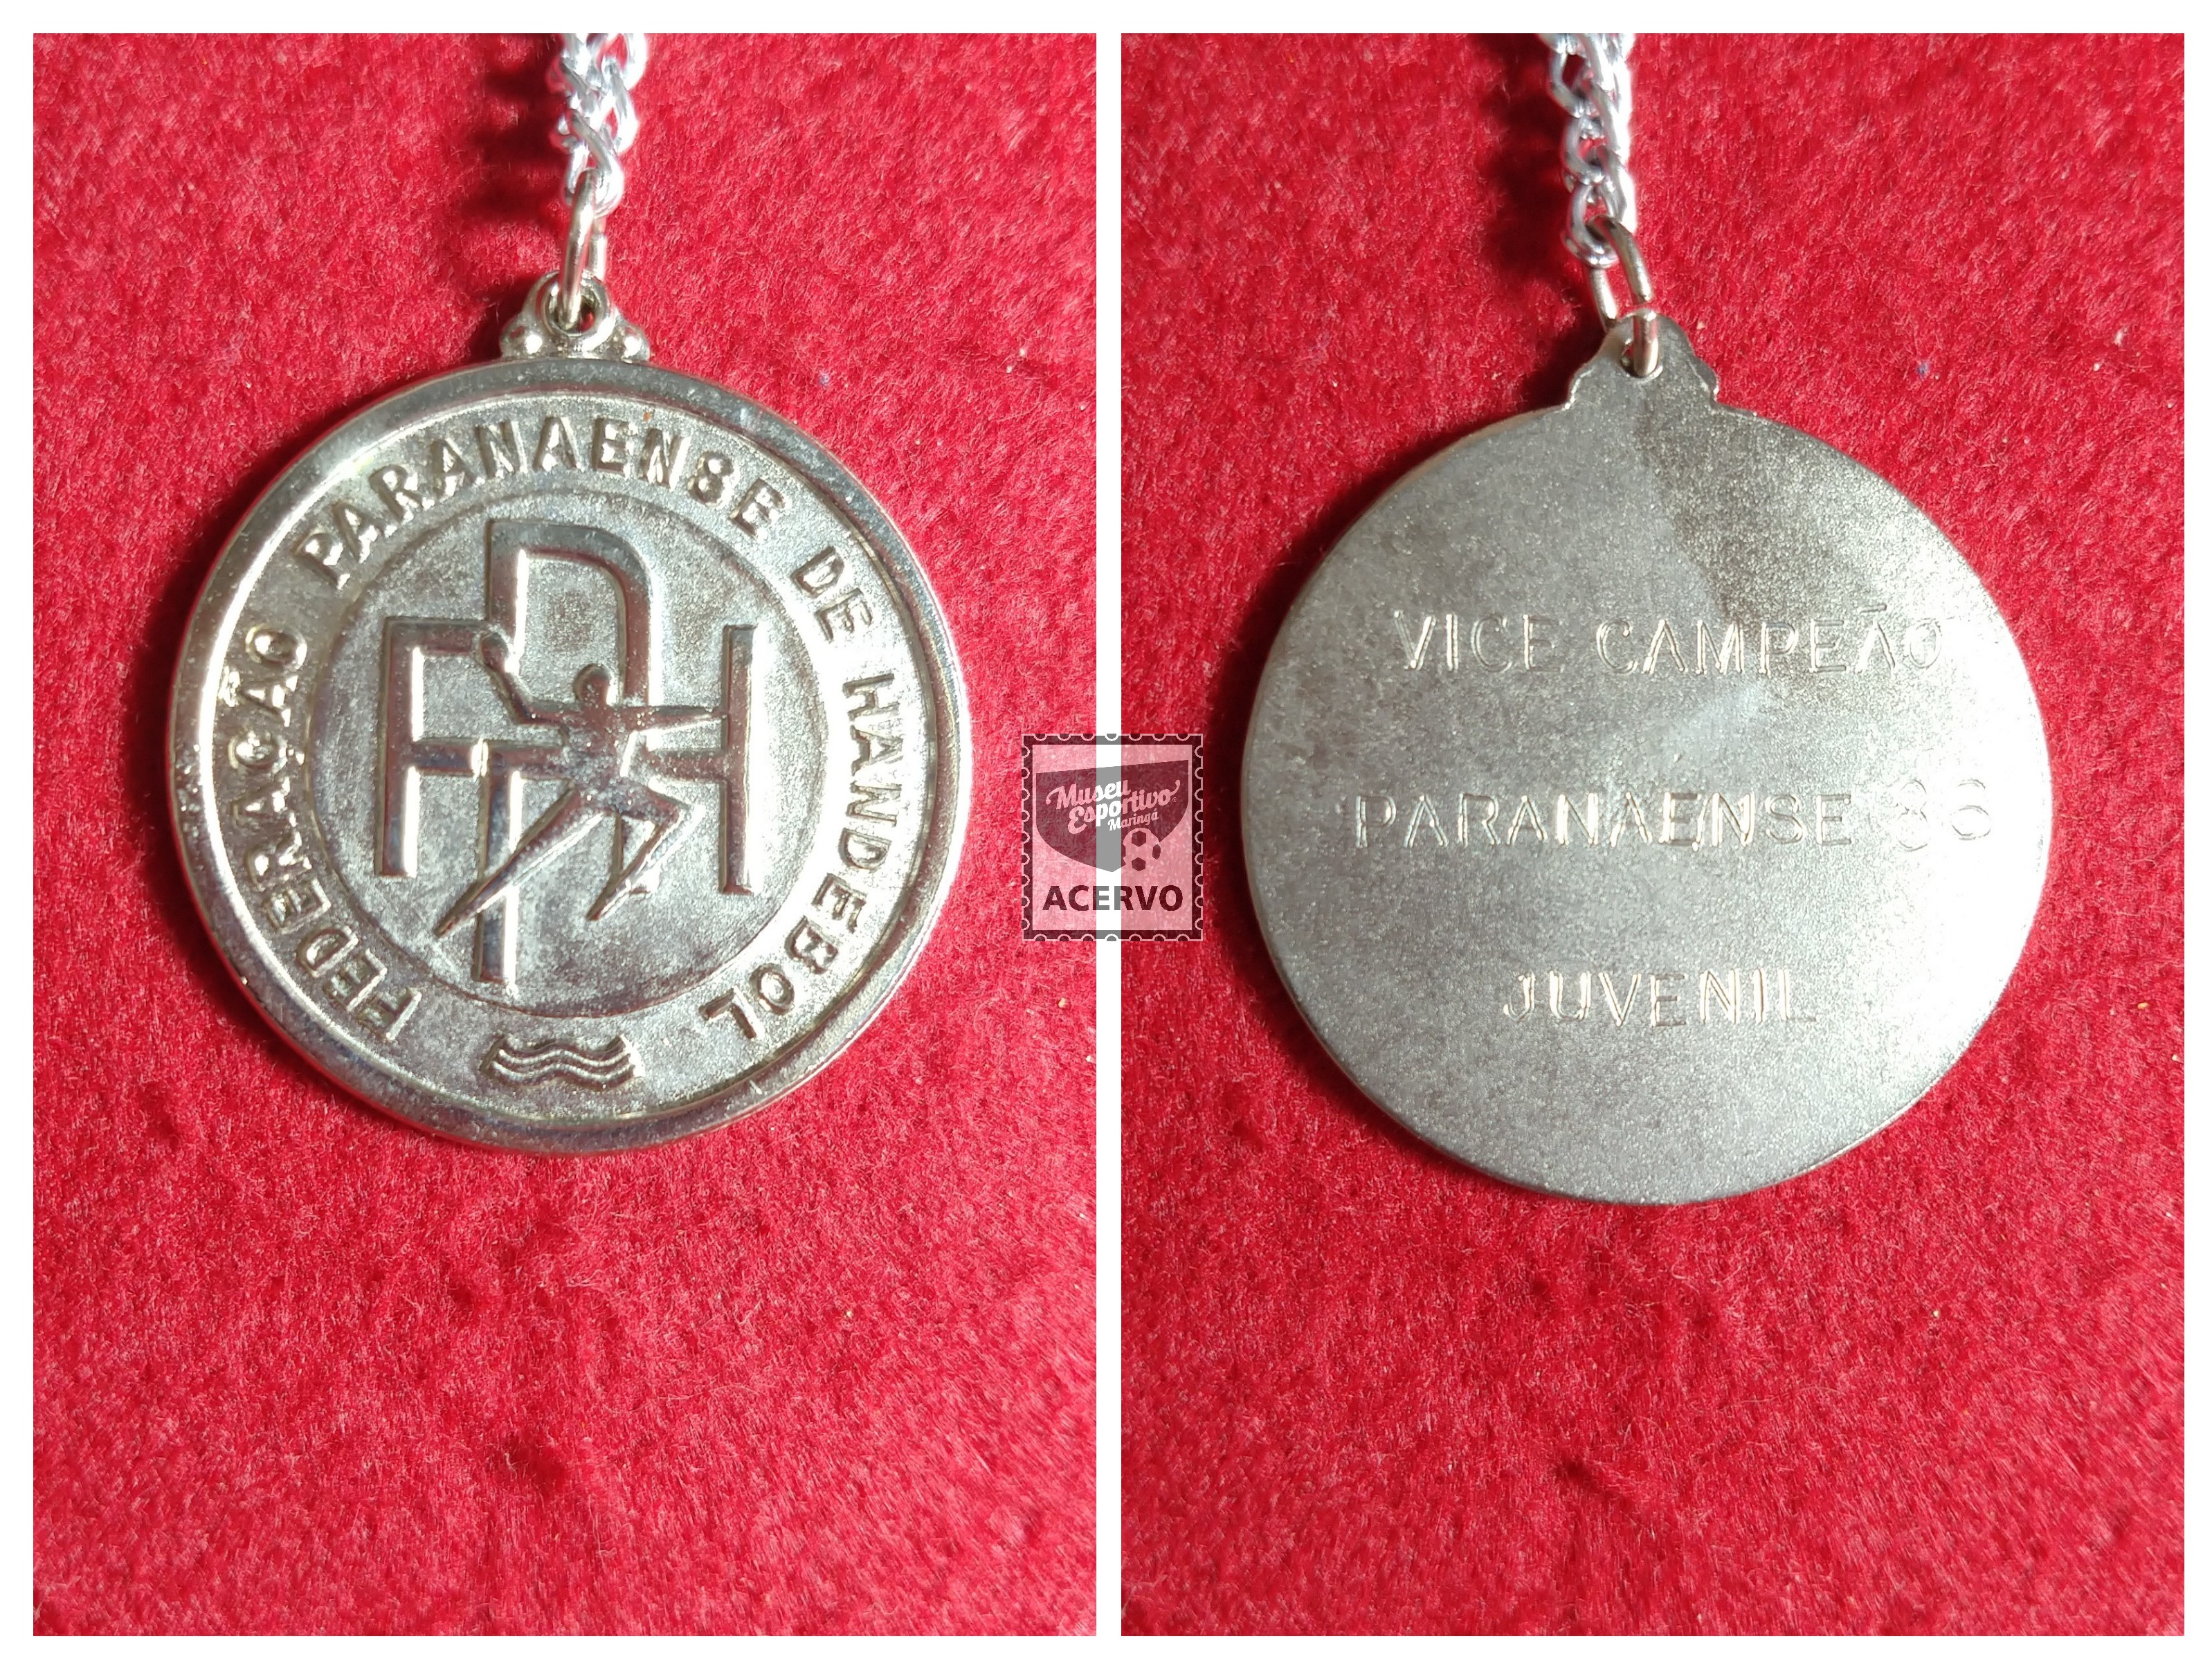 FEDERAÇÃO PARANAENSE DE HANDEBOL
FPH
Museu
Esportivo
Maringá
ACERVO
VICE CAMPEÃO
PARANAENSE 86
JUVENIL